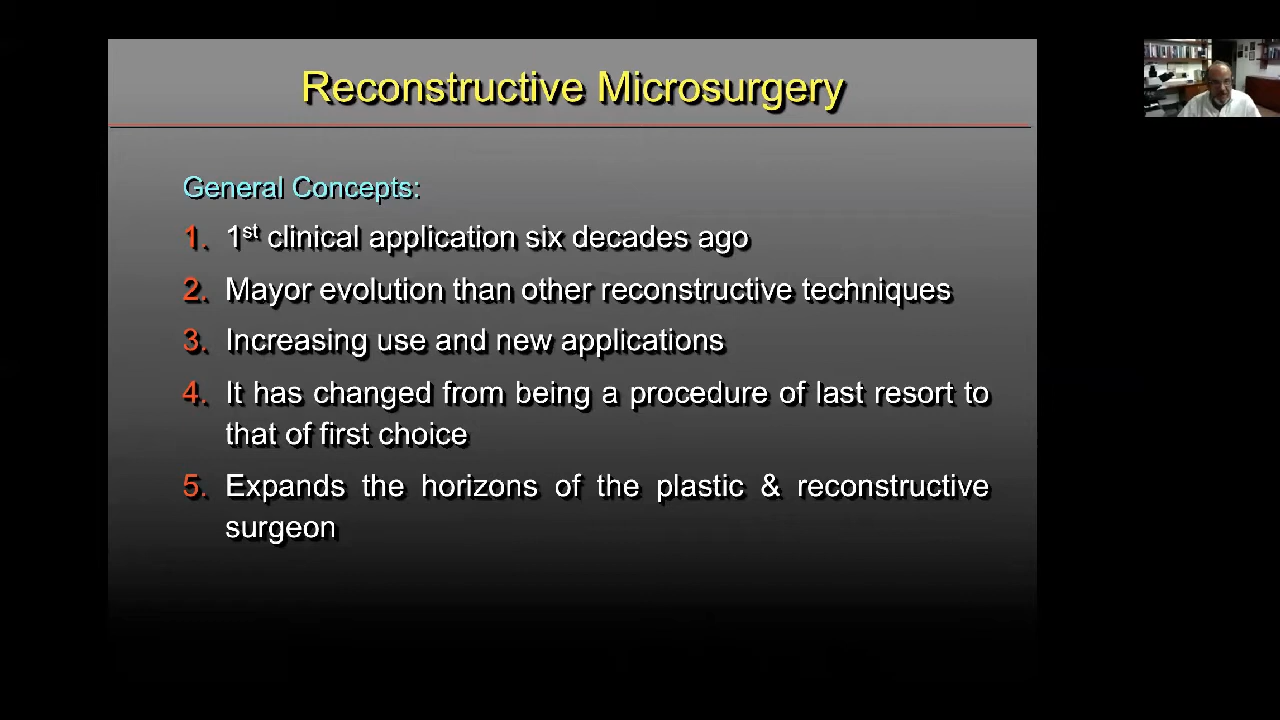 Reconstructive Microsurgery
General Concepts:
1. 1st clinical application six decades ago
2. Mayor evolution than other reconstructive techniques
3. Increasing use and new applications
4. It has changed from being a procedure of last resort to
that of first choice
5. Expands the horizons of the plastic & reconstructive
surgeon